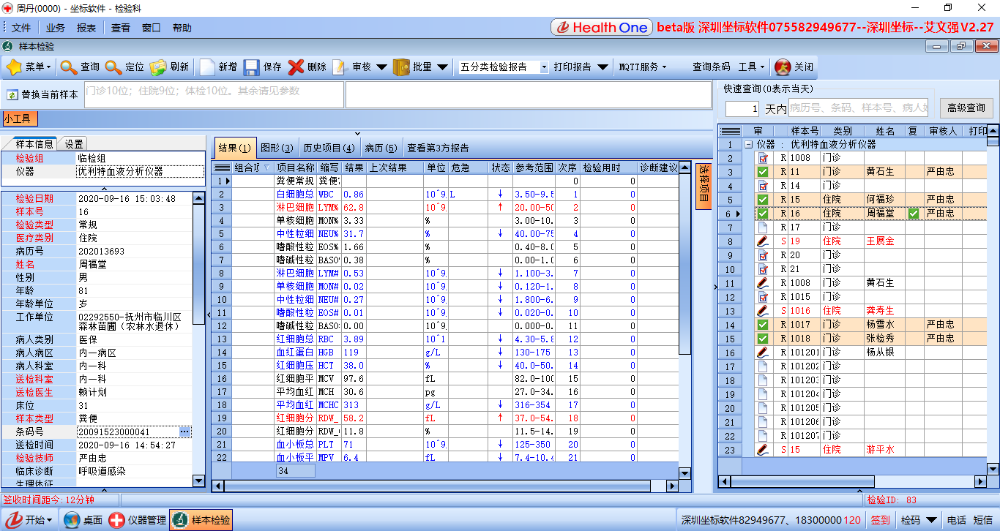 周丹(0000) - 坐标软件 - 检验科
文件 业务 报表 查看 窗口 帮助
Health One beta版 深圳坐标软件075582949677--深圳坐标--艾文强 V2.27
样本检验
菜单 查询 定位 刷新 新增 保存 删除 审核 批量 五分类检验报告 打印报告 MQTT服务 查询条码 工具 关闭
替换当前样本 门诊10位；住院9位；体检10位。其余请见参数
小工具
快速查询(0表示当天)
1 天内 病历号、条码、样本号、病人姓 高级查询
样本信息 设置
检验组 临检组
仪器 优利特血液分析仪器
检验日期 2020-09-16 15:03:48
样本号 16
检验类型 常规
医疗类别 住院
病历号 202013693
姓名 周福堂
性别 男
年龄 81
年龄单位 岁
工作单位 02292550-抚州市临川区
森林苗圃（农林水退休）
病人类别 医保
病人病区 内一病区
病人科室 内一科
送检科室 内一科
送检医生 赖计划
床位 31
样本类型 粪便
条码号 20091523000041
送检时间 2020-09-16 14:54:27
检验技师 严由忠
临床诊断 呼吸道感染
生理体征
结果(1) 图形(3) 历史项目(4) 病历(5) 查看第3方报告
组合项 项目名称 缩写 结果 上次结果 单位 危急 状态 参考范围 次序 检验用时 诊断建议
1 粪便常规 粪便 0 0
2 白细胞总 WBC 0.86 10^9 L ↓ 3.50-9.5 1 0
3 淋巴细胞 LYM% 62.8 10^9 ↑ 20.00-50 2 0
4 单核细胞 MON% 3.33 % 3.00-10. 3 0
5 中性粒细 NEU% 31.7 % ↓ 40.00-75 4 0
6 嗜酸性粒 EOS% 1.66 % 0.40-8.0 5 0
7 嗜碱性粒 BASO 0.38 % 0.00-1.0 6 0
8 淋巴细胞 LYM# 0.53 10^9 ↓ 1.100-3. 7 0
9 单核细胞 MON# 0.02 10^9 ↓ 0.120-1. 8 0
10 中性粒细 NEU# 0.27 10^9 ↓ 1.800-6. 9 0
11 嗜酸性粒 EOS# 0.01 10^9 ↓ 0.020-0. 10 0
12 嗜碱性粒 BASO 0.00 10^9 0.000-0. 11 0
13 红细胞总 RBC 3.89 10^1 ↓ 4.30-5.8 12 0
14 血红蛋白 HGB 119 g/L ↓ 130-175 13 0
15 红细胞压 HCT 38.0 % ↓ 40.0-50. 14 0
16 红细胞平 MCV 97.6 fL 82.0-100 15 0
17 平均血红 MCH 30.6 pg 27.0-34. 16 0
18 平均血红 MCHC 313 g/L ↓ 316-354 17 0
19 红细胞分 RDW_ 58.2 fL ↑ 37.0-54. 18 0
20 红细胞分 RDW_ 11.8 % 11.5-14. 19 0
21 血小板总 PLT 71 10^9 ↓ 125-350 20 0
22 血小板平 MPV 6.4 fL ↓ 7.4-10.4 21 0
34
选择项目
审 样本号 类别 姓名 复 审核人 打印
1 仪器 : 优利特血液分析仪器
2 R 1008 门诊
3 R 11 门诊 黄石生 严由忠
4 R 14 门诊
5 R 15 住院 何福珍 严由忠
6 R 16 住院 周福堂 严由忠
7 R 17 门诊
8 S 19 住院 王展金
9 R 20 门诊
10 R 21 门诊
11 R 1008 门诊 黄石生
12 R 1015 门诊
13 S 1016 住院 龚寿生
14 R 1017 门诊 杨雪水 严由忠
15 R 1018 门诊 张检秀 严由忠
16 R 101201 门诊 杨从银
17 R 101202 门诊
18 R 101203 门诊
19 R 101204 门诊
20 R 101205 门诊
21 R 101206 门诊
22 R 101207 门诊
23 S 15 住院 游平水
签收时间距今:12分钟 检验ID: 83
开始 桌面 仪器管理 样本检验 深圳坐标软件82949677、18300000120 签到 检码 电话 短信